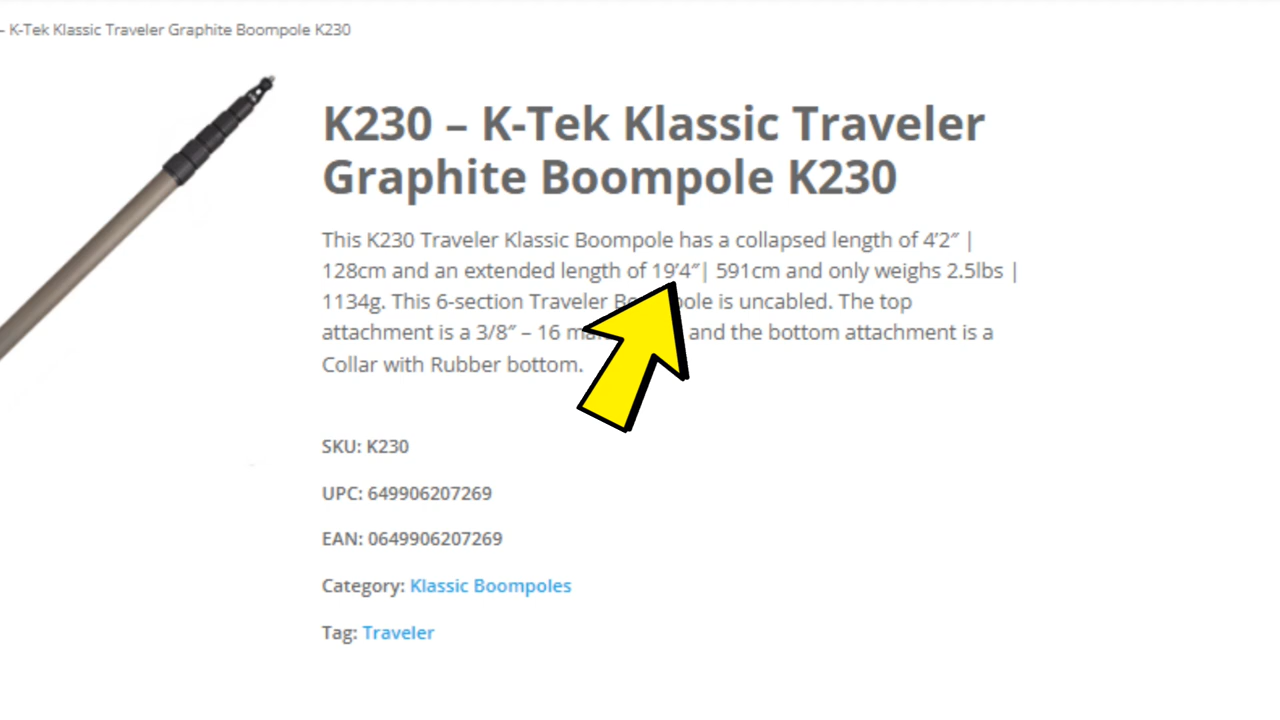 – K-Tek Klassic Traveler Graphite Boompole K230
K230 – K-Tek Klassic Traveler
Graphite Boompole K230
This K230 Traveler Klassic Boompole has a collapsed length of 4’2″ |
128cm and an extended length of 19’4″| 591cm and only weighs 2.5lbs |
1134g. This 6-section Traveler Boompole is uncabled. The top
attachment is a 3/8″ – 16 and the bottom attachment is a
Collar with Rubber bottom.
SKU: K230
UPC: 649906207269
EAN: 0649906207269
Category: Klassic Boompoles
Tag: Traveler